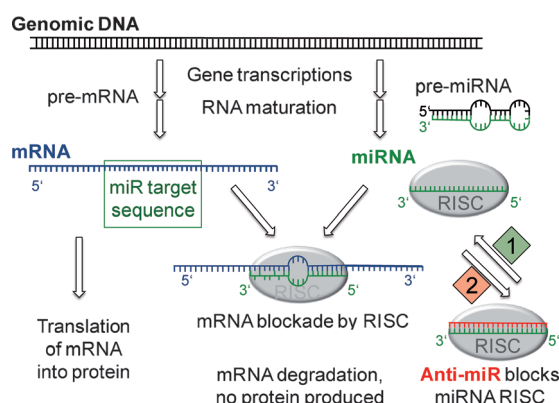 Genomic DNA
Gene transcriptions
pre-mRNA
RNA maturation
pre-miRNA
5'
3'
mRNA
miRNA
5'
3'
miR target
sequence
3'
5'
RISC
1
2
5'
3'
3'
5'
RISC
mRNA blockade by RISC
3'
5'
RISC
Translation
of mRNA
into protein
mRNA degradation,
no protein produced
Anti-miR blocks
miRNA RISC